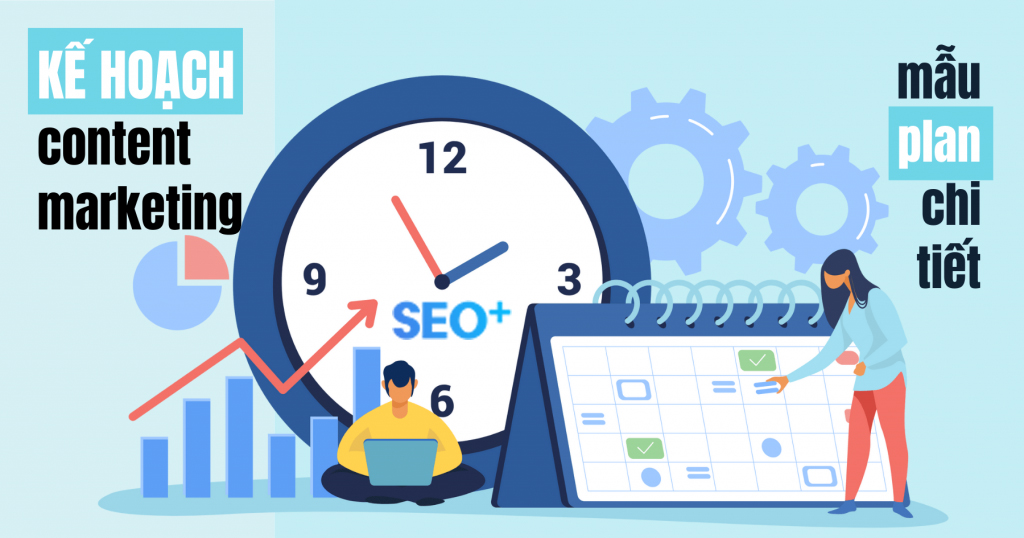 KẾ HOẠCH
content
marketing
mẫu
plan
chi
tiết
12
9
3
SEO+
6